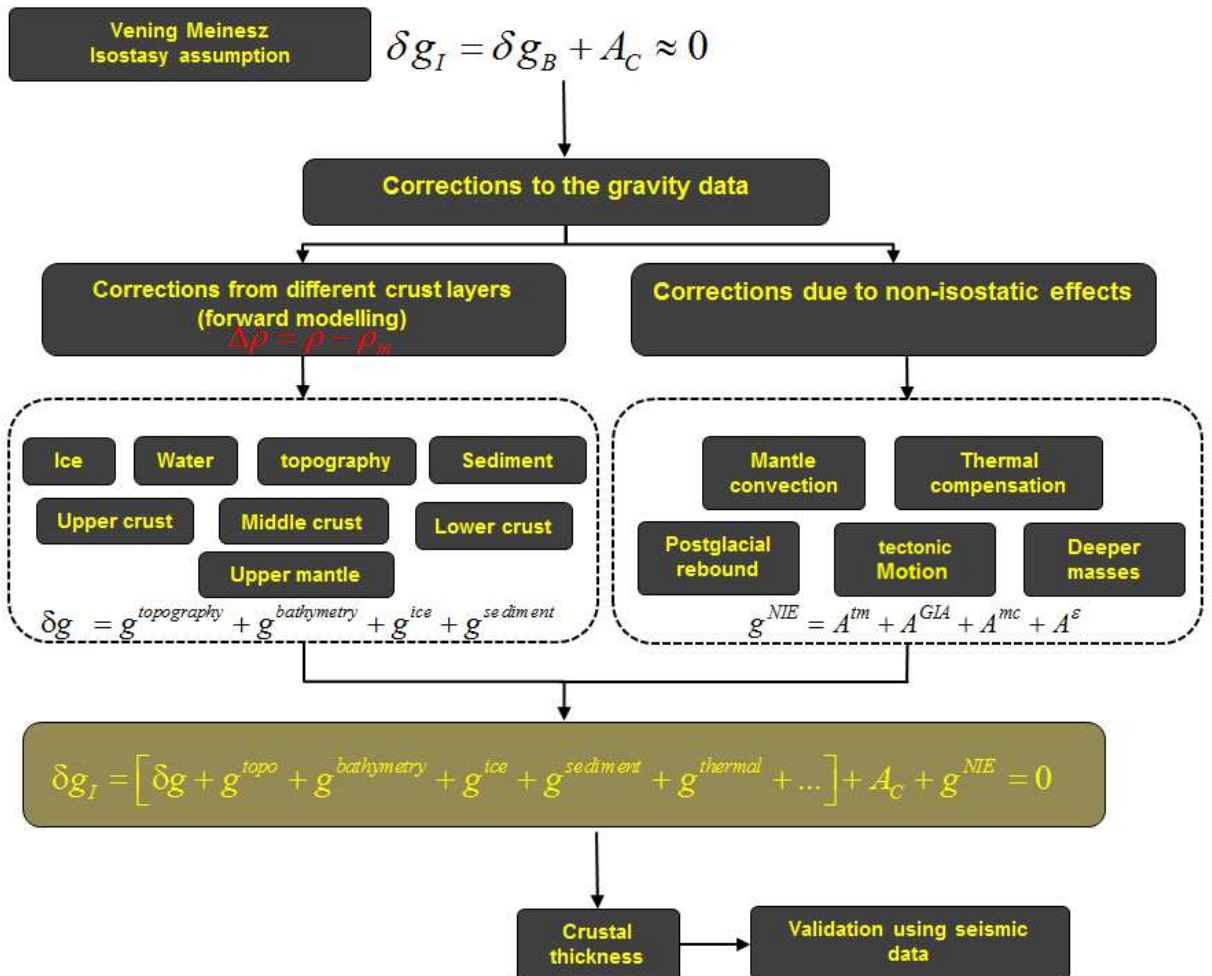 Vening Meinesz
Isostasy assumption
δg_I = δg_B + A_C ≈ 0
Corrections to the gravity data
Corrections from different crust layers
(forward modelling)
Δρ = ρ − ρ_m
Corrections due to non-isostatic effects
Ice
Water
topography
Sediment
Upper crust
Middle crust
Lower crust
Upper mantle
δg = g^topography + g^bathymetry + g^ice + g^sediment
Mantle
convection
Thermal
compensation
Postglacial
rebound
tectonic
Motion
Deeper
masses
g^NIE = A^tm + A^GIA + A^mc + A^ε
δg_I = [δg + g^topo + g^bathymetry + g^ice + g^sediment + g^thermal + ...] + A_C + g^NIE = 0
Crustal
thickness
Validation using seismic
data